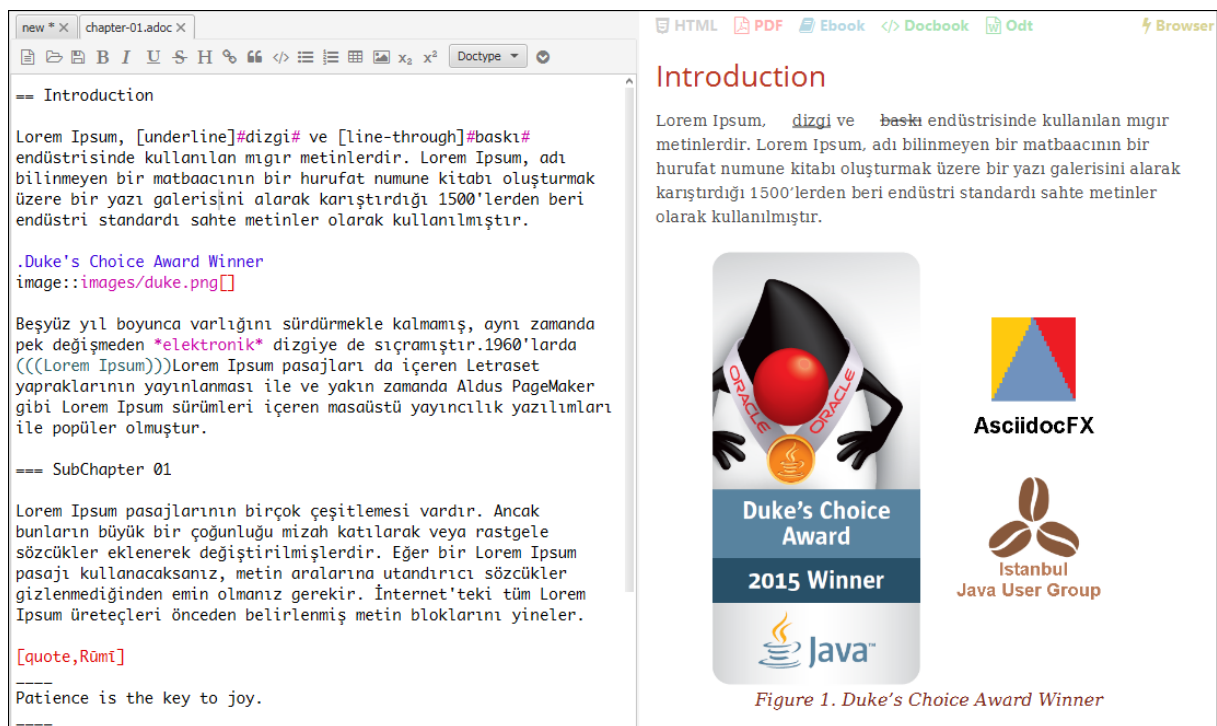 new *
chapter-01.adoc
B I U S H </> x₂ x² Doctype
== Introduction
Lorem Ipsum, [underline]#dizgi# ve [line-through]#baskı#
endüstrisinde kullanılan mıgır metinlerdir. Lorem Ipsum, adı
bilinmeyen bir matbaacının bir hurufat numune kitabı oluşturmak
üzere bir yazı galerisini alarak karıştırdığı 1500'lerden beri
endüstri standardı sahte metinler olarak kullanılmıştır.
.Duke's Choice Award Winner
image::images/duke.png[]
Beşyüz yıl boyunca varlığını sürdürmekle kalmamış, aynı zamanda
pek değişmeden *elektronik* dizgiye de sıçramıştır.1960'larda
(((Lorem Ipsum)))Lorem Ipsum pasajları da içeren Letraset
yapraklarının yayınlanması ile ve yakın zamanda Aldus PageMaker
gibi Lorem Ipsum sürümleri içeren masaüstü yayıncılık yazılımları
ile popüler olmuştur.
=== SubChapter 01
Lorem Ipsum pasajlarının birçok çeşitlemesi vardır. Ancak
bunların büyük bir çoğunluğu mizah katılarak veya rastgele
sözcükler eklenerek değiştirilmişlerdir. Eğer bir Lorem Ipsum
pasajı kullanacaksanız, metin aralarına utandırıcı sözcükler
gizlenmediğinden emin olmanız gerekir. İnternet'teki tüm Lorem
Ipsum üreteçleri önceden belirlenmiş metin bloklarını yineler.
[quote,Rūmī]
____
Patience is the key to joy.
____
HTML PDF Ebook </> Docbook Odt Browser
Introduction
Lorem Ipsum, dizgi ve baskı endüstrisinde kullanılan mıgır
metinlerdir. Lorem Ipsum, adı bilinmeyen bir matbaacının bir
hurufat numune kitabı oluşturmak üzere bir yazı galerisini alarak
karıştırdığı 1500’lerden beri endüstri standardı sahte metinler
olarak kullanılmıştır.
ORACLE ORACLE
Duke's Choice
Award
2015 Winner
Java™
AsciidocFX
Istanbul
Java User Group
Figure 1. Duke’s Choice Award Winner